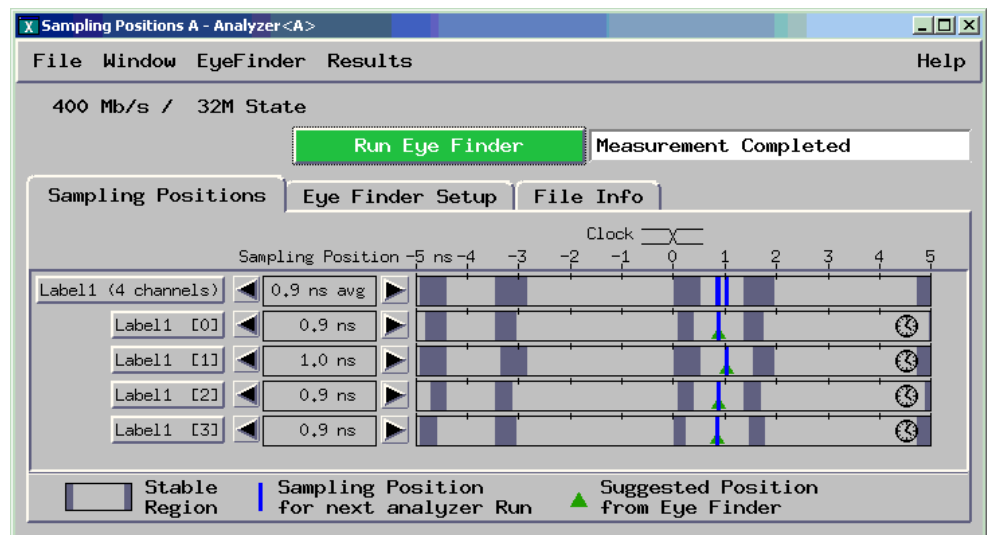 X Sampling Positions A - Analyzer<A>
File Window EyeFinder Results Help
400 Mb/s / 32M State
Run Eye Finder Measurement Completed
Sampling Positions Eye Finder Setup File Info
Clock
Sampling Position -5 ns -4 -3 -2 -1 0 1 2 3 4 5
Label1 (4 channels) 0.9 ns avg
Label1 [0] 0.9 ns
Label1 [1] 1.0 ns
Label1 [2] 0.9 ns
Label1 [3] 0.9 ns
Stable Region
Sampling Position for next analyzer Run
Suggested Position from Eye Finder